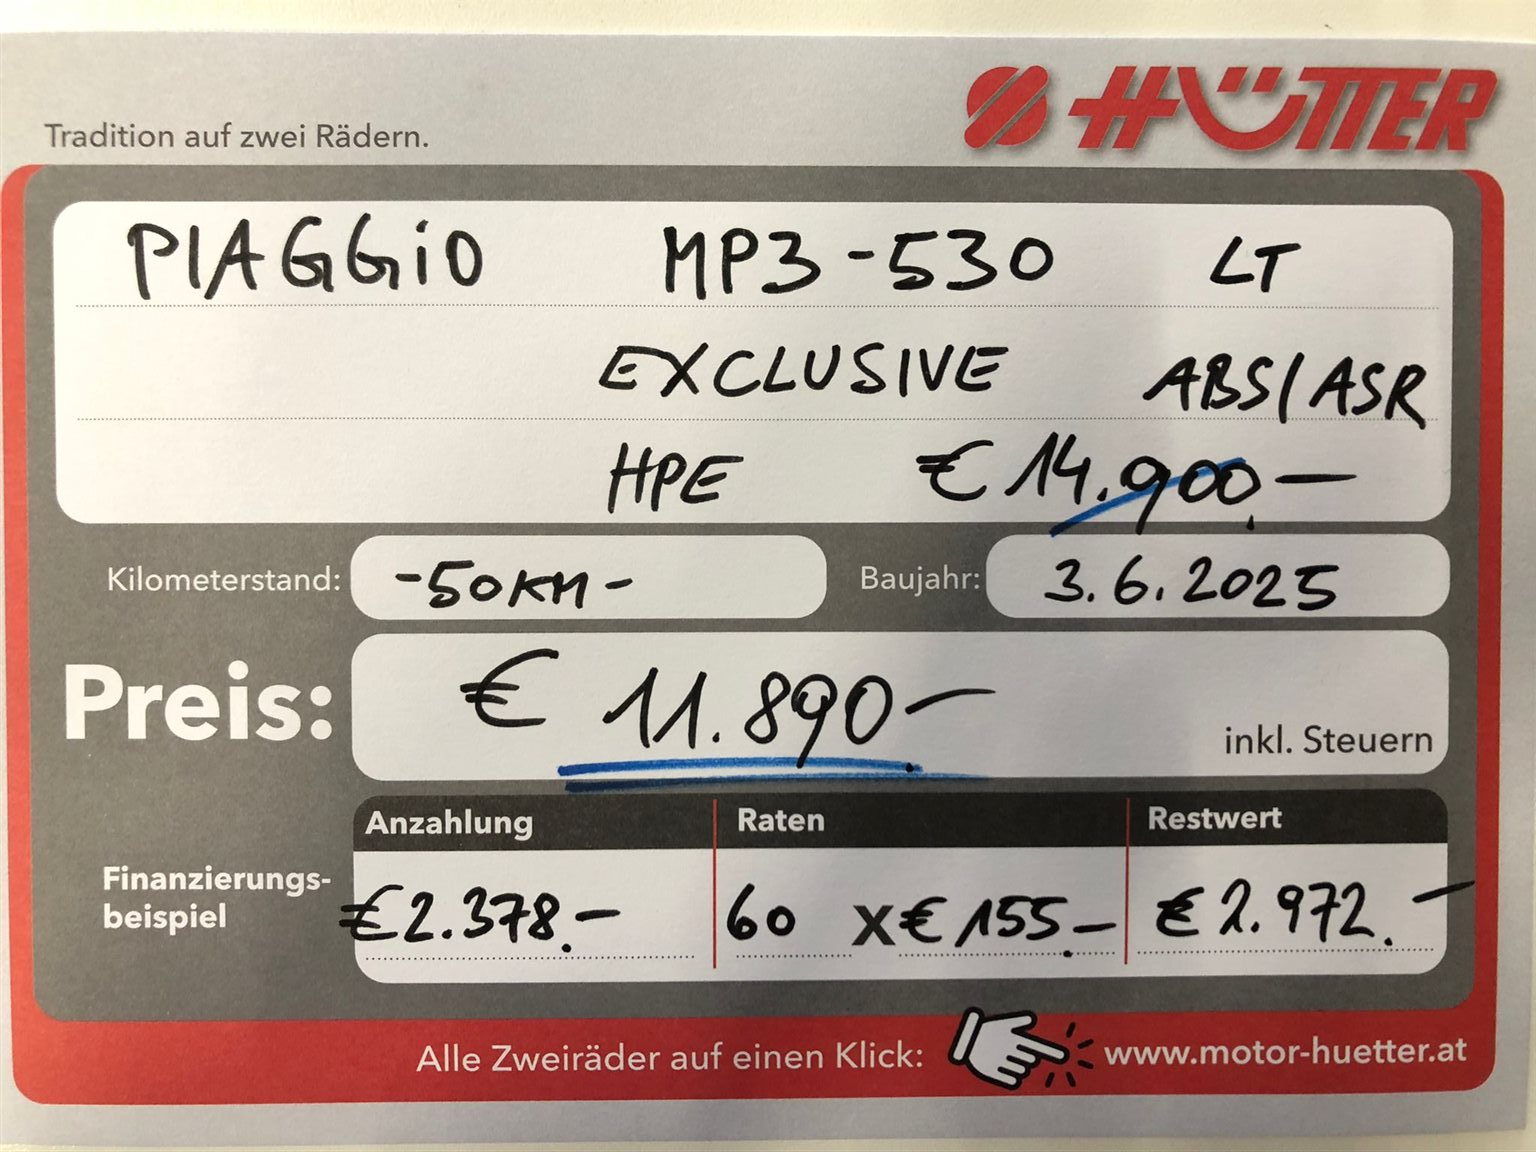 HÜTTER
Tradition auf zwei Rädern.
PIAGGiO MP3-530 LT
EXCLUSIVE ABS/ASR
HPE € 14.900,—
Kilometerstand: -50KM- Baujahr: 3.6.2025
Preis: € 11.890,— inkl. Steuern
Anzahlung Raten Restwert
Finanzierungs-
beispiel
€ 2.378,- 60 x € 155,- € 2.972,-
Alle Zweiräder auf einen Klick: www.motor-huetter.at